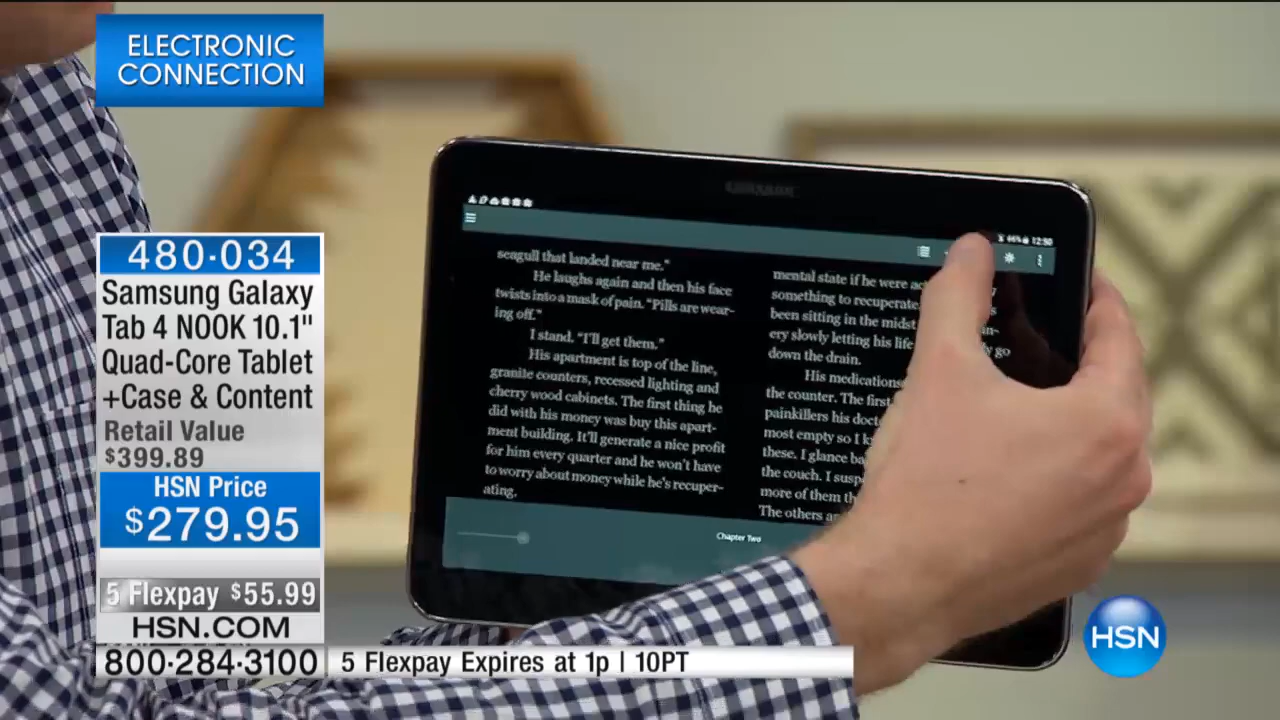 ELECTRONIC
CONNECTION
480-034
Samsung Galaxy
Tab 4 NOOK 10.1"
Quad-Core Tablet
+Case & Content
Retail Value
$399.89
HSN Price
$279.95
5 Flexpay $55.99
HSN.COM
800-284-3100
5 Flexpay Expires at 1p | 10PT
HSN
SAMSUNG
12:50
seagull that landed near me."
He laughs again and then his face
twists into a mask of pain. "Pills are wear-
ing off."
I stand. "I'll get them."
His apartment is top of the line,
granite counters, recessed lighting and
cherry wood cabinets. The first thing he
did with his money was buy this apart-
ment building. It'll generate a nice profit
for him every quarter and he won't have
to worry about money while he's recuper-
ating.
mental state if he were
something to recuperate
been sitting in the midst
ery slowly letting his life
go
down the drain.
His medications
the counter. The first
painkillers his
most empty so I
these. I glance
the couch. I
more of them
The others
Chapter Two